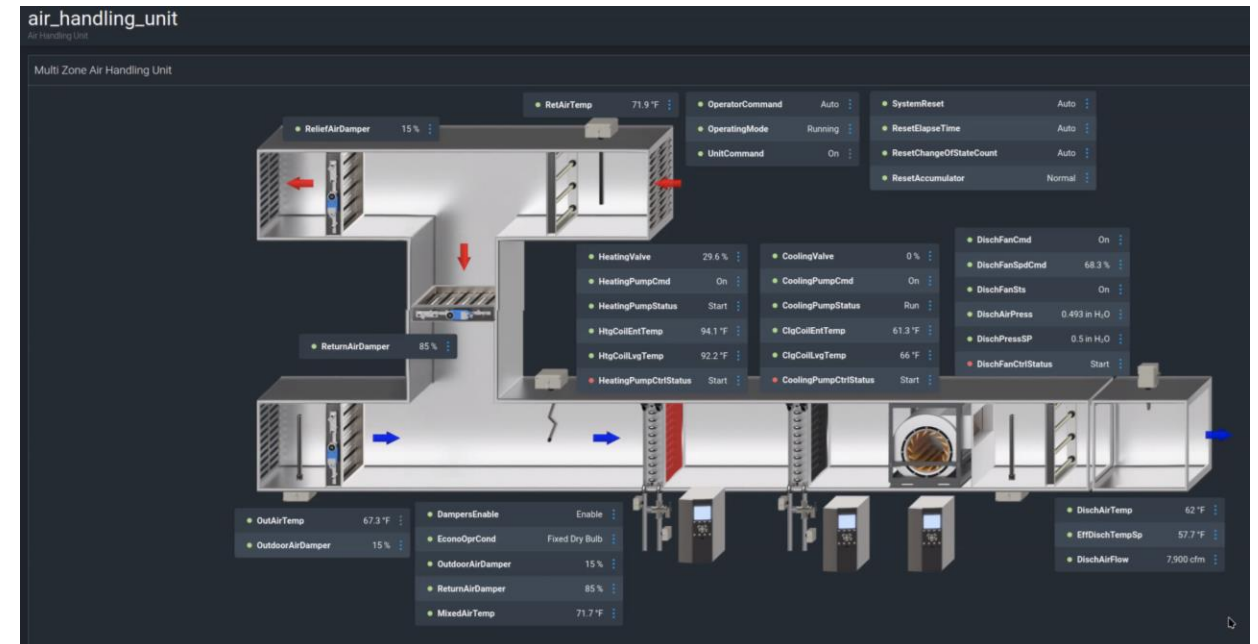 air_handling_unit
Air Handling Unit
Multi Zone Air Handling Unit
RetAirTemp 71.9 °F
ReliefAirDamper 15 %
OperatorCommand Auto
OperatingMode Running
UnitCommand On
SystemReset Auto
ResetElapseTime Auto
ResetChangeOfStateCount Auto
ResetAccumulator Normal
HeatingValve 29.6 %
HeatingPumpCmd On
HeatingPumpStatus Start
HtgCoilEntTemp 94.1 °F
HtgCoilLvgTemp 92.2 °F
HeatingPumpCtrlStatus Start
CoolingValve 0 %
CoolingPumpCmd On
CoolingPumpStatus Run
ClgCoilEntTemp 61.3 °F
ClgCoilLvgTemp 66 °F
CoolingPumpCtrlStatus Start
DischFanCmd On
DischFanSpdCmd 68.3 %
DischFanSts On
DischAirPress 0.493 in H₂O
DischPressSP 0.5 in H₂O
DischFanCtrlStatus Start
ReturnAirDamper 85 %
OutAirTemp 67.3 °F
OutdoorAirDamper 15 %
DampersEnable Enable
EconoOprCond Fixed Dry Bulb
OutdoorAirDamper 15 %
ReturnAirDamper 85 %
MixedAirTemp 71.7 °F
DischAirTemp 62 °F
EffDischTempSp 57.7 °F
DischAirFlow 7,900 cfm